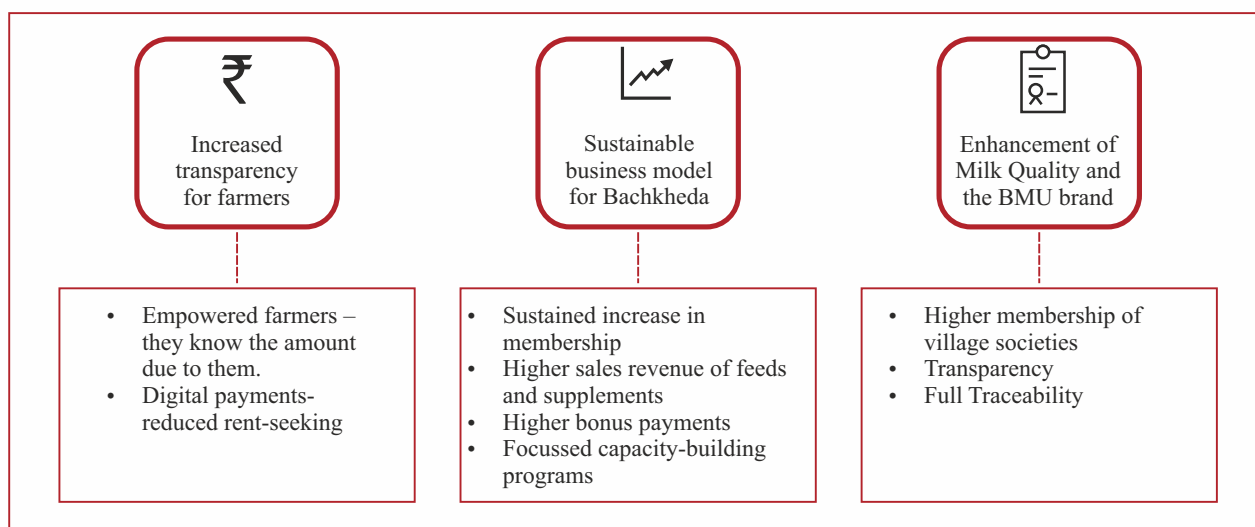 ₹
Increased
transparency
for farmers
Sustainable
business model
for Bachkheda
Enhancement of
Milk Quality and
the BMU brand
• Empowered farmers –
they know the amount
due to them.
• Digital payments-
reduced rent-seeking
• Sustained increase in
membership
• Higher sales revenue of feeds
and supplements
• Higher bonus payments
• Focussed capacity-building
programs
• Higher membership of
village societies
• Transparency
• Full Traceability